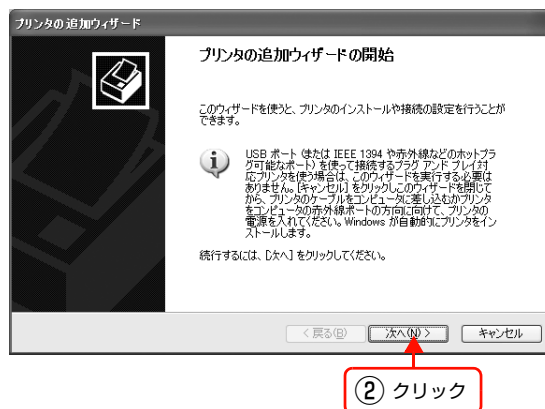 プリンタの追加ウィザード
プリンタの追加ウィザードの開始
このウィザードを使うと、プリンタのインストールや接続の設定を行うことが
できます。
USB ポート (または IEEE 1394 や赤外線などのホットプラ
グ可能なポート) を使って接続するプラグ アンド プレイ対
応プリンタを使う場合は、このウィザードを実行する必要は
ありません。[キャンセル] をクリックしこのウィザードを閉じて
から、プリンタのケーブルをコンピュータに差し込むかプリンタ
をコンピュータの赤外線ポートの方向に向けて、プリンタの
電源を入れてください。Windows が自動的にプリンタをイン
ストールします。
続行するには、[次へ] をクリックしてください。
< 戻る(B) 次へ(N) > キャンセル
② クリック